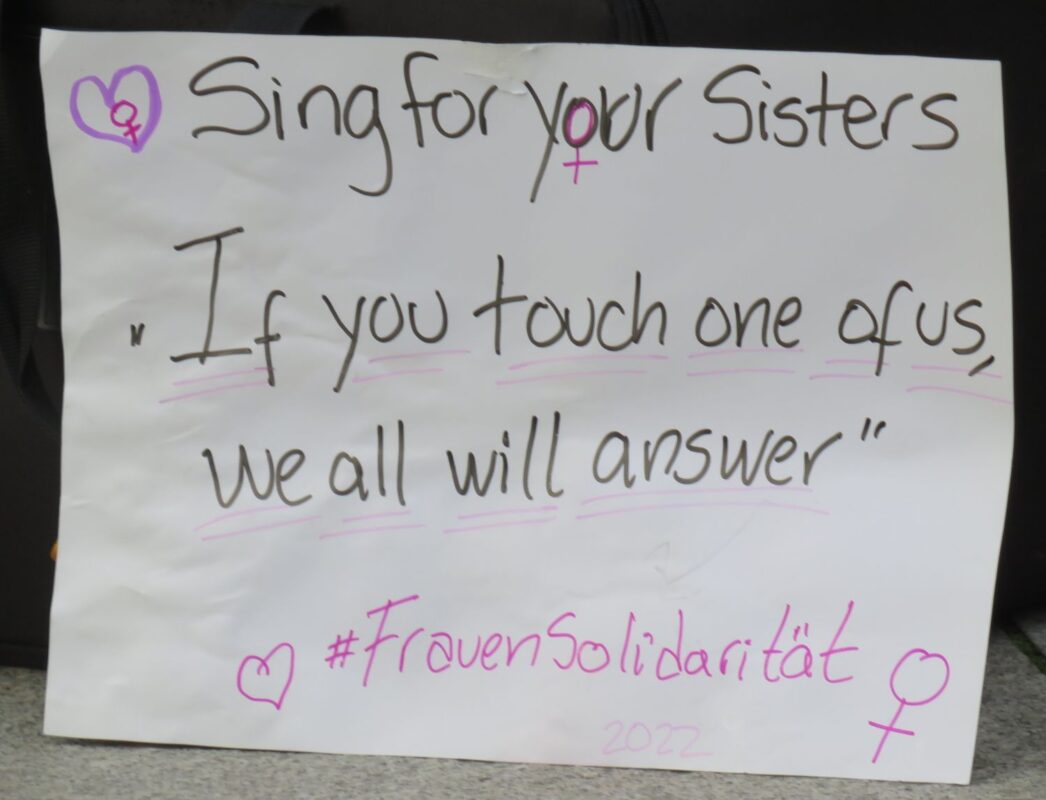 Sing for your Sisters
"If you touch one of us,
we all will answer"
#FrauenSolidarität
2022